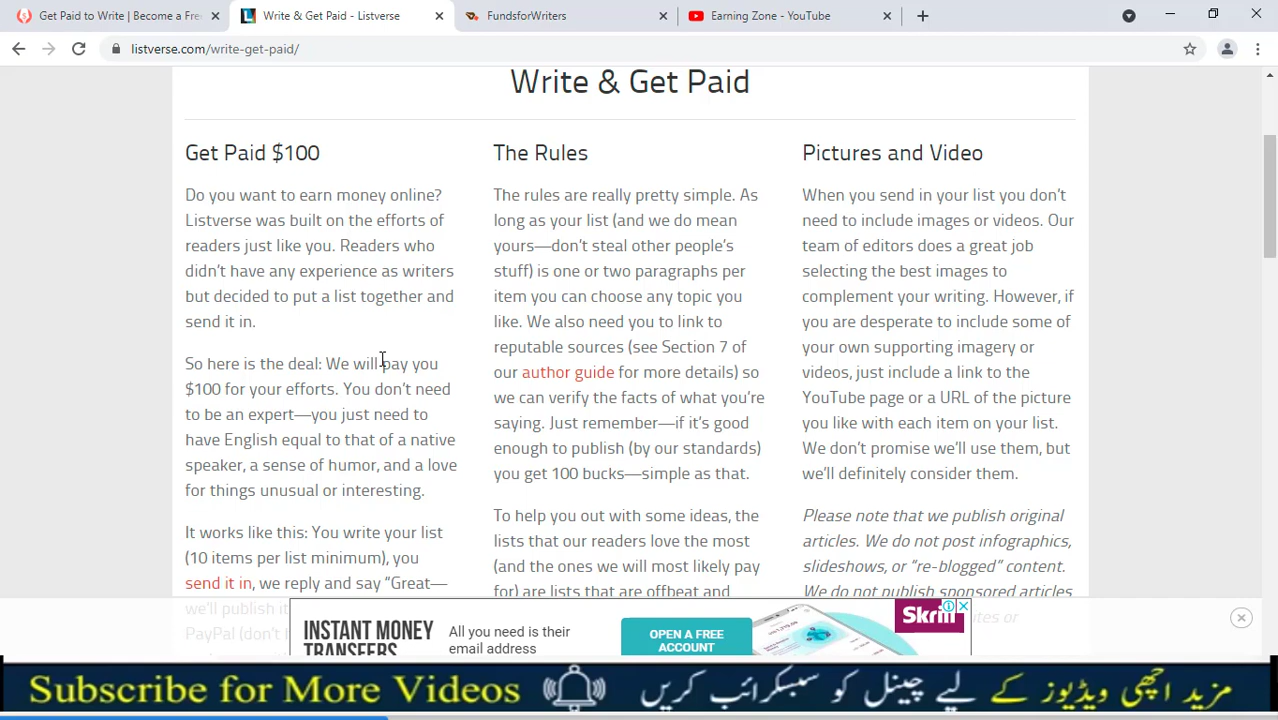 Get Paid to Write | Become a Fre
Write & Get Paid - Listverse
FundsforWriters
Earning Zone - YouTube
listverse.com/write-get-paid/
Write & Get Paid
Get Paid $100
Do you want to earn money online?
Listverse was built on the efforts of
readers just like you. Readers who
didn't have any experience as writers
but decided to put a list together and
send it in.
So here is the deal: We will pay you
$100 for your efforts. You don't need
to be an expert—you just need to
have English equal to that of a native
speaker, a sense of humor, and a love
for things unusual or interesting.
It works like this: You write your list
(10 items per list minimum), you
send it in, we reply and say “Great—
we'll publish it
PayPal (don't
The Rules
The rules are really pretty simple. As
long as your list (and we do mean
yours—don't steal other people's
stuff) is one or two paragraphs per
item you can choose any topic you
like. We also need you to link to
reputable sources (see Section 7 of
our author guide for more details) so
we can verify the facts of what you're
saying. Just remember—if it's good
enough to publish (by our standards)
you get 100 bucks—simple as that.
To help you out with some ideas, the
lists that our readers love the most
(and the ones we will most likely pay
for) are lists that are offbeat and
Pictures and Video
When you send in your list you don't
need to include images or videos. Our
team of editors does a great job
selecting the best images to
complement your writing. However, if
you are desperate to include some of
your own supporting imagery or
videos, just include a link to the
YouTube page or a URL of the picture
you like with each item on your list.
We don't promise we'll use them, but
we'll definitely consider them.
Please note that we publish original
articles. We do not post infographics,
slideshows, or “re-blogged” content.
We do not publish sponsored articles
or
INSTANT MONEY
TRANSFERS
All you need is their
email address
OPEN A FREE
ACCOUNT
Skrill
Subscribe for More Videos
مزید اچھی ویڈیوز کے لیے چینل کو سبسکرائب کریں